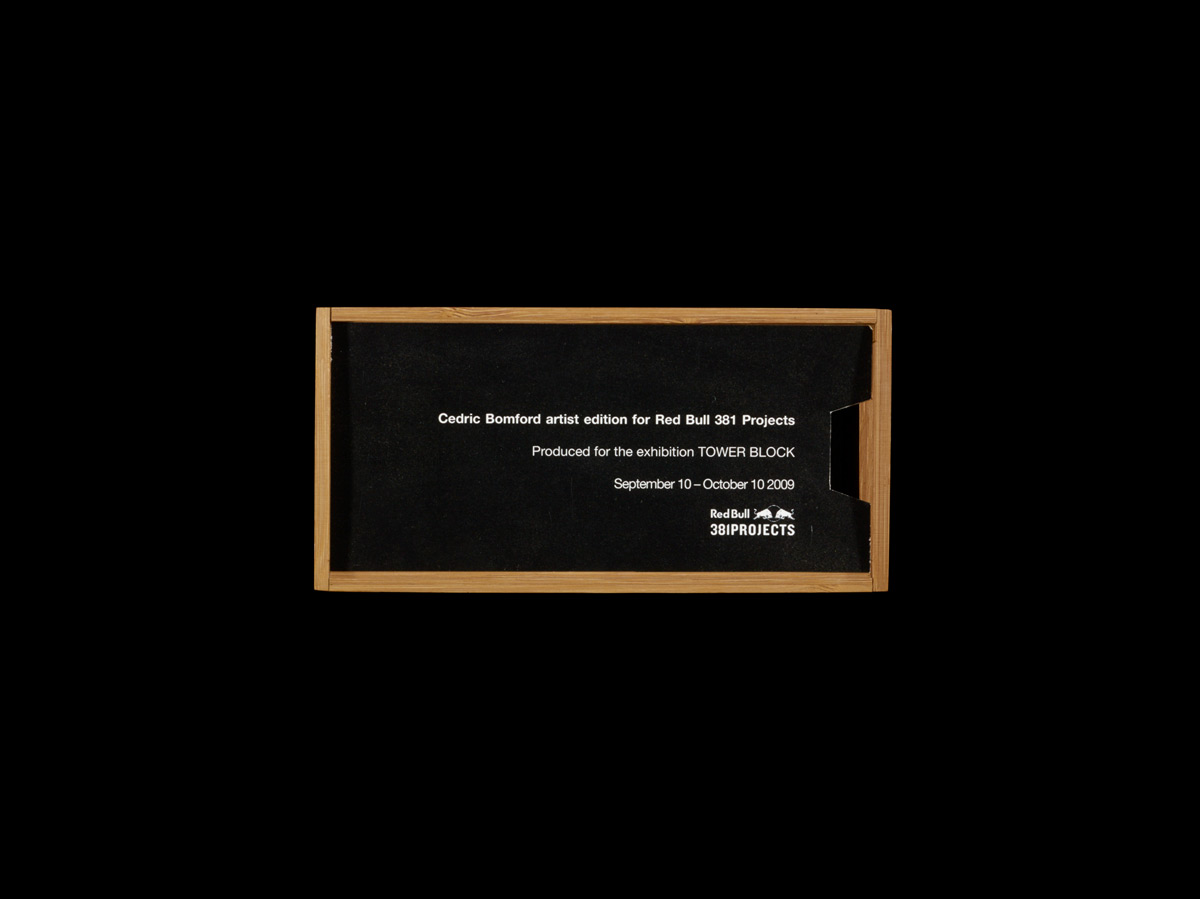 Cedric Bomford artist edition for Red Bull 381 Projects
Produced for the exhibition TOWER BLOCK
September 10 – October 10 2009
Red Bull
381PROJECTS